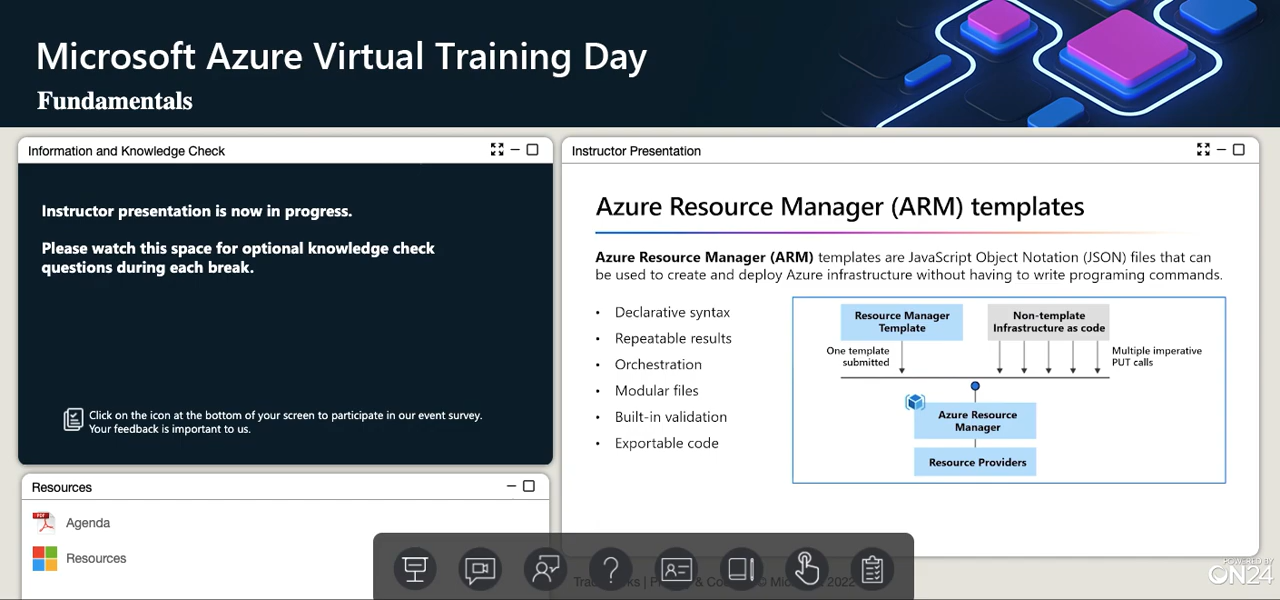 Microsoft Azure Virtual Training Day
Fundamentals
Information and Knowledge Check
Instructor presentation is now in progress.
Please watch this space for optional knowledge check
questions during each break.
Click on the icon at the bottom of your screen to participate in our event survey.
Your feedback is important to us.
Resources
PDF
Agenda
Resources
Instructor Presentation
Azure Resource Manager (ARM) templates
Azure Resource Manager (ARM) templates are JavaScript Object Notation (JSON) files that can
be used to create and deploy Azure infrastructure without having to write programing commands.
• Declarative syntax
• Repeatable results
• Orchestration
• Modular files
• Built-in validation
• Exportable code
Resource Manager
Template
Non-template
Infrastructure as code
One template
submitted
Multiple imperative
PUT calls
Azure Resource
Manager
Resource Providers
POWERED BY
ON24